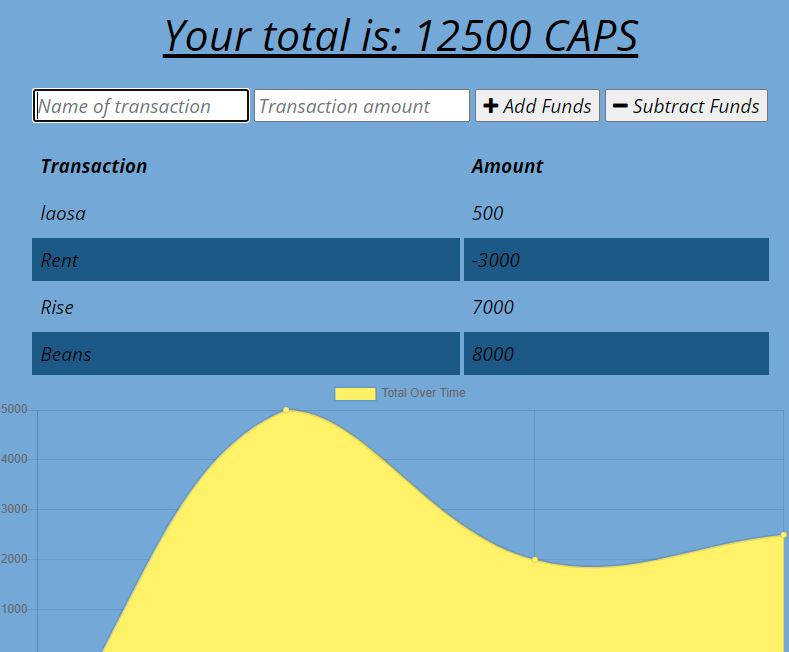 Your total is: 12500 CAPS
Name of transaction Transaction amount Add Funds Subtract Funds
Transaction Amount
laosa 500
Rent -3000
Rise 7000
Beans 8000
Total Over Time
5000
4000
3000
2000
1000